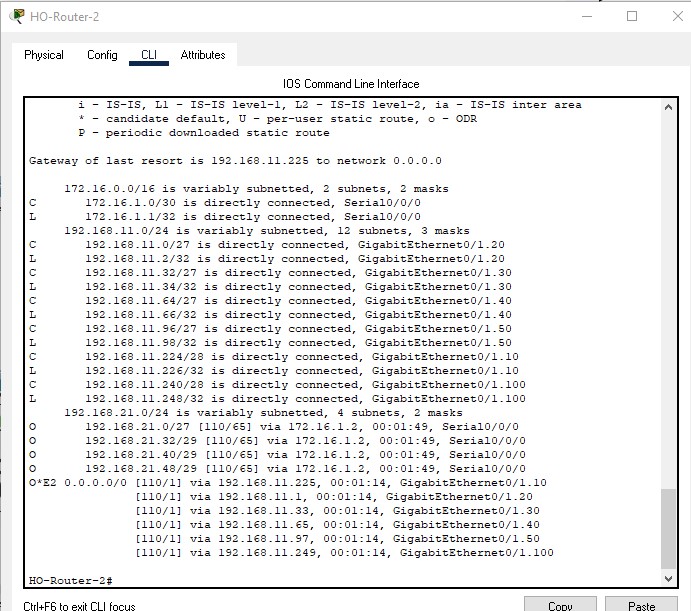 HO-Router-2
Physical Config CLI Attributes
IOS Command Line Interface
i - IS-IS, L1 - IS-IS level-1, L2 - IS-IS level-2, ia - IS-IS inter area
* - candidate default, U - per-user static route, o - ODR
P - periodic downloaded static route
Gateway of last resort is 192.168.11.225 to network 0.0.0.0
172.16.0.0/16 is variably subnetted, 2 subnets, 2 masks
C 172.16.1.0/30 is directly connected, Serial0/0/0
L 172.16.1.1/32 is directly connected, Serial0/0/0
192.168.11.0/24 is variably subnetted, 12 subnets, 3 masks
C 192.168.11.0/27 is directly connected, GigabitEthernet0/1.20
L 192.168.11.2/32 is directly connected, GigabitEthernet0/1.20
C 192.168.11.32/27 is directly connected, GigabitEthernet0/1.30
L 192.168.11.34/32 is directly connected, GigabitEthernet0/1.30
C 192.168.11.64/27 is directly connected, GigabitEthernet0/1.40
L 192.168.11.66/32 is directly connected, GigabitEthernet0/1.40
C 192.168.11.96/27 is directly connected, GigabitEthernet0/1.50
L 192.168.11.98/32 is directly connected, GigabitEthernet0/1.50
C 192.168.11.224/28 is directly connected, GigabitEthernet0/1.10
L 192.168.11.226/32 is directly connected, GigabitEthernet0/1.10
C 192.168.11.240/28 is directly connected, GigabitEthernet0/1.100
L 192.168.11.248/32 is directly connected, GigabitEthernet0/1.100
192.168.21.0/24 is variably subnetted, 4 subnets, 2 masks
O 192.168.21.0/27 [110/65] via 172.16.1.2, 00:01:49, Serial0/0/0
O 192.168.21.32/29 [110/65] via 172.16.1.2, 00:01:49, Serial0/0/0
O 192.168.21.40/29 [110/65] via 172.16.1.2, 00:01:49, Serial0/0/0
O 192.168.21.48/29 [110/65] via 172.16.1.2, 00:01:49, Serial0/0/0
O*E2 0.0.0.0/0 [110/1] via 192.168.11.225, 00:01:14, GigabitEthernet0/1.10
[110/1] via 192.168.11.1, 00:01:14, GigabitEthernet0/1.20
[110/1] via 192.168.11.33, 00:01:14, GigabitEthernet0/1.30
[110/1] via 192.168.11.65, 00:01:14, GigabitEthernet0/1.40
[110/1] via 192.168.11.97, 00:01:14, GigabitEthernet0/1.50
[110/1] via 192.168.11.249, 00:01:14, GigabitEthernet0/1.100
HO-Router-2#
Ctrl+F6 to exit CLI focus Copy Paste